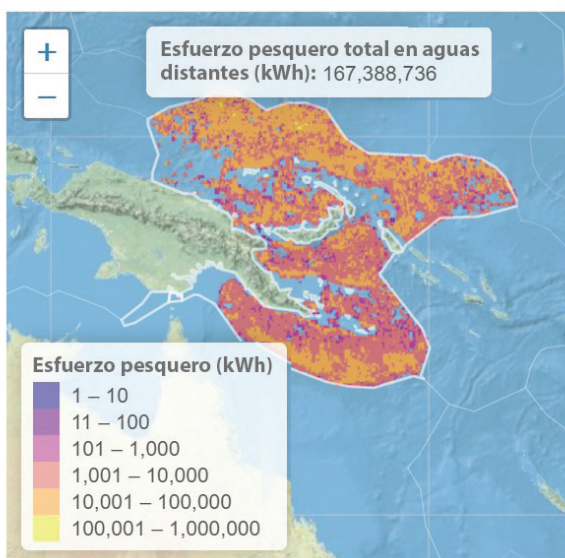 +
−
Esfuerzo pesquero total en aguas
distantes (kWh): 167,388,736
Esfuerzo pesquero (kWh)
1 – 10
11 – 100
101 – 1,000
1,001 – 10,000
10,001 – 100,000
100,001 – 1,000,000